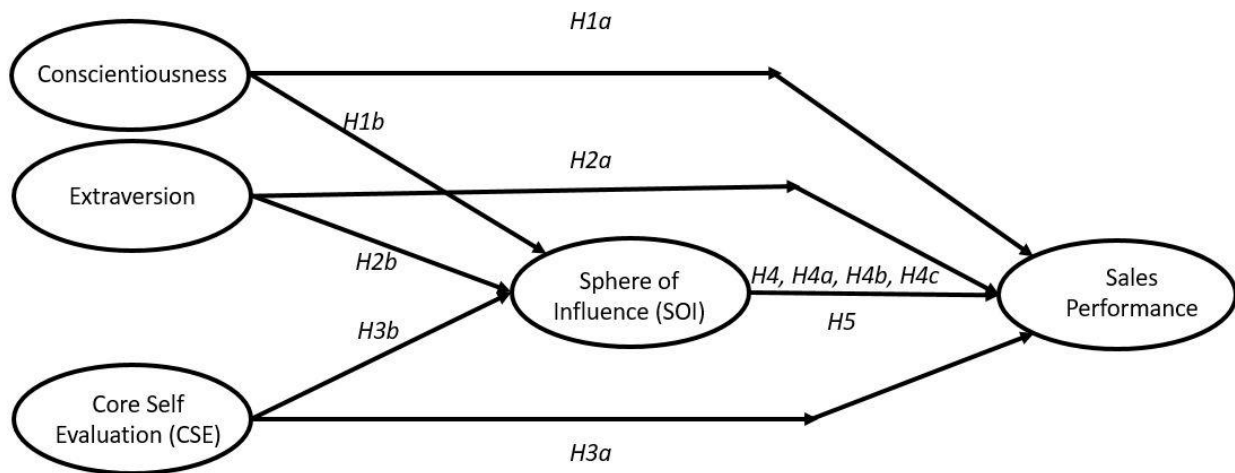 H1a
Conscientiousness
H1b
H2a
Extraversion
H2b
Sphere of
Influence (SOI)
H4, H4a, H4b, H4c
H5
Sales
Performance
H3b
Core Self
Evaluation (CSE)
H3a